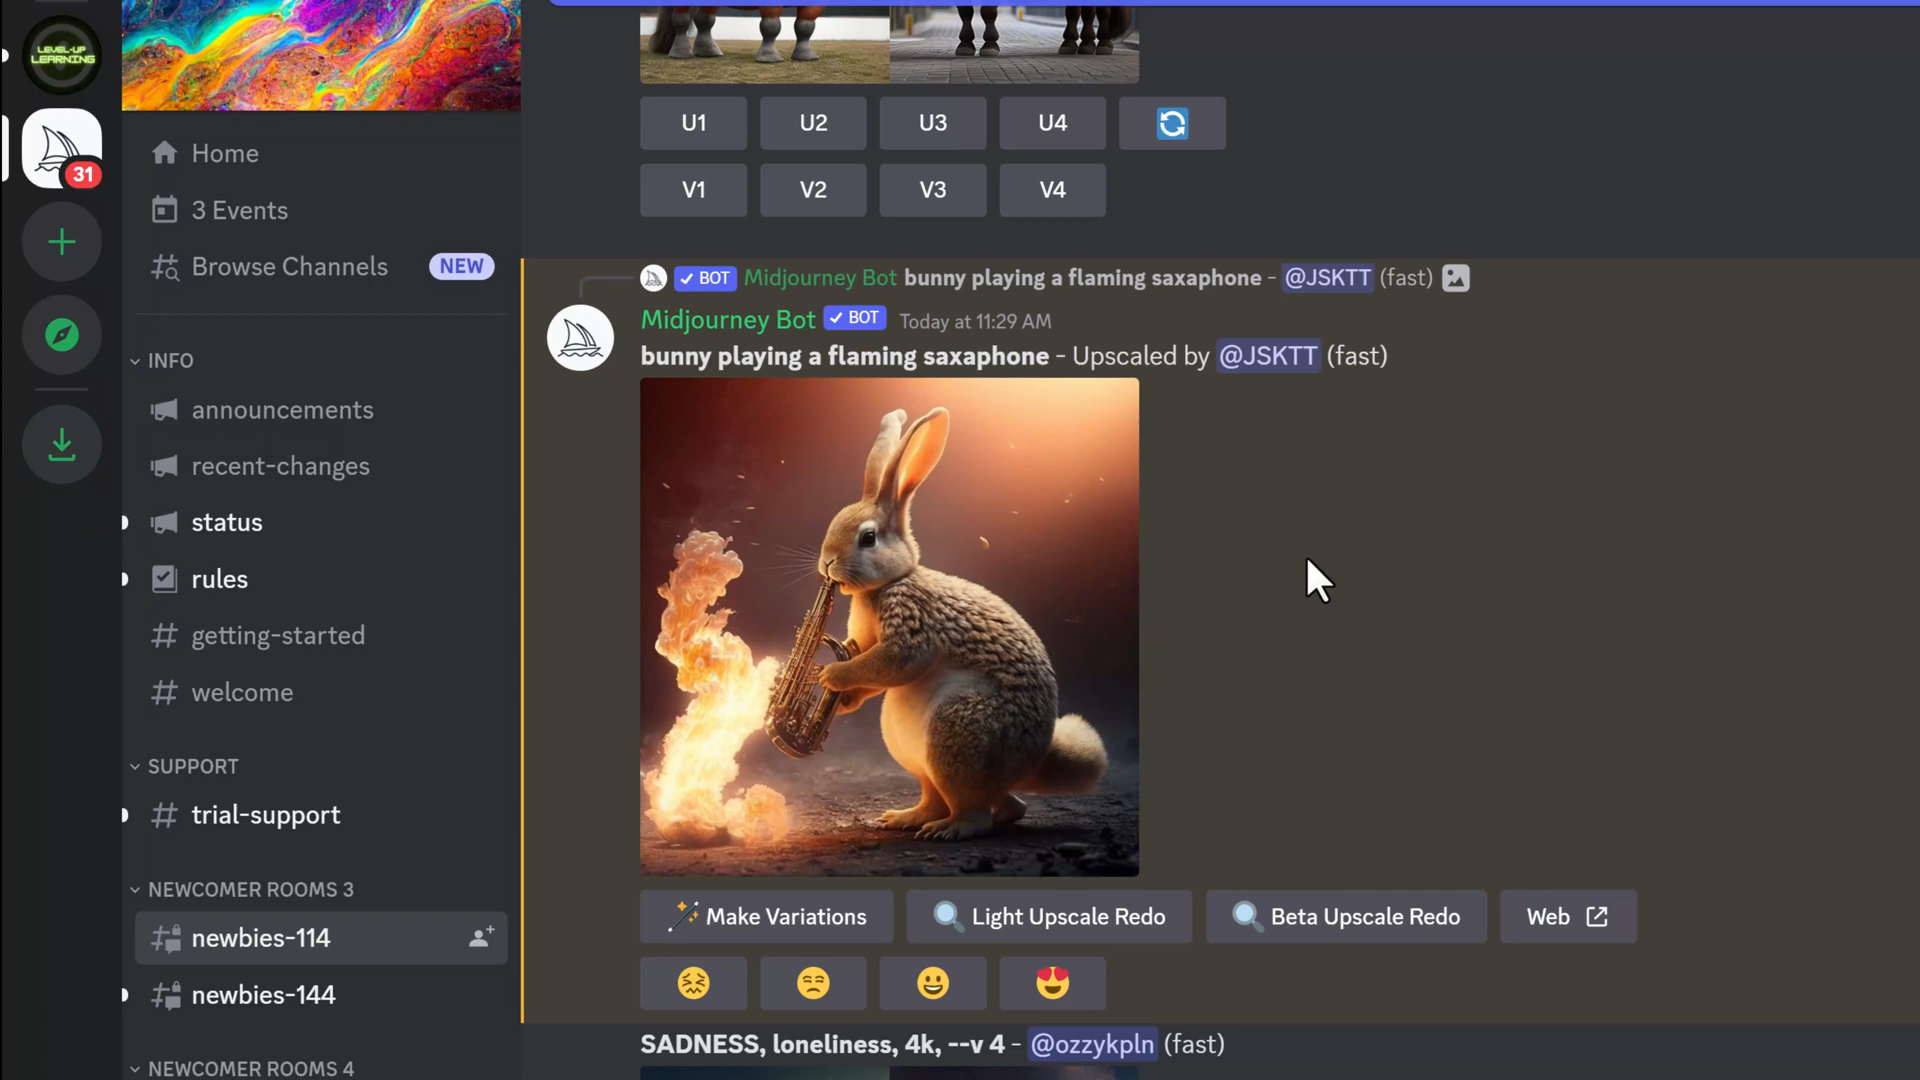 LEVEL-UP
LEARNING
31
Home
3 Events
Browse Channels NEW
INFO
announcements
recent-changes
status
rules
getting-started
welcome
SUPPORT
trial-support
NEWCOMER ROOMS 3
newbies-114
newbies-144
NEWCOMER ROOMS 4
U1 U2 U3 U4
V1 V2 V3 V4
BOT Midjourney Bot bunny playing a flaming saxaphone - @JSKTT (fast)
Midjourney Bot BOT Today at 11:29 AM
bunny playing a flaming saxaphone - Upscaled by @JSKTT (fast)
Make Variations Light Upscale Redo Beta Upscale Redo Web
SADNESS, loneliness, 4k, --v 4 - @ozzykpln (fast)